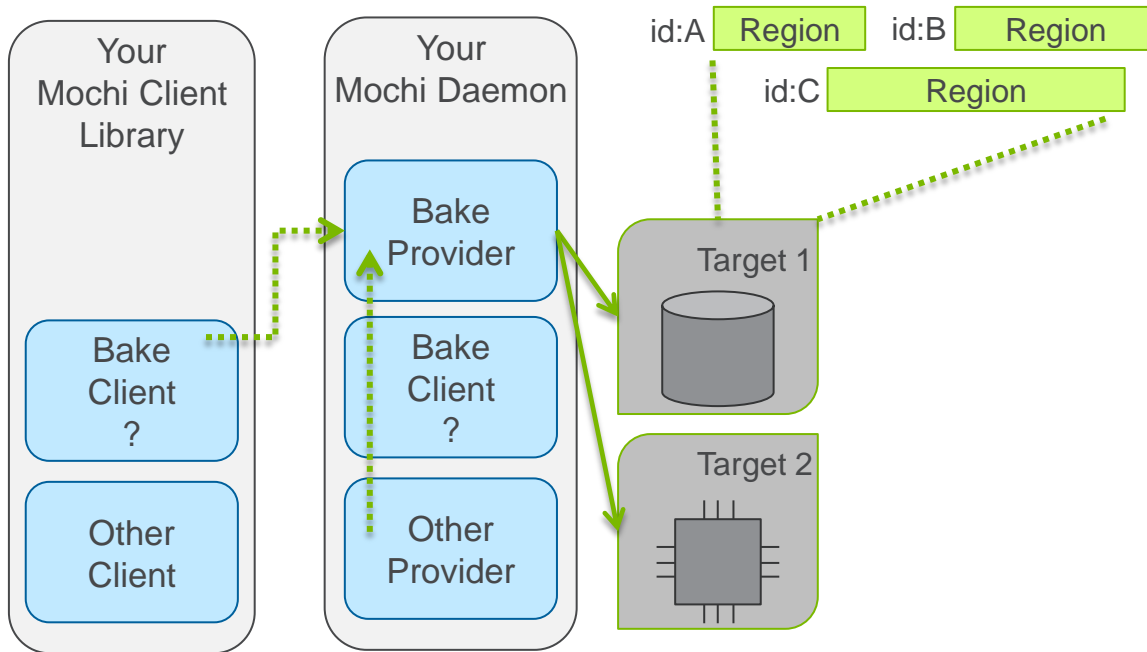 Your
Mochi Client
Library
Bake
Client
?
Other
Client
Your
Mochi Daemon
Bake
Provider
Bake
Client
?
Other
Provider
id:A Region id:B Region
id:C Region
Target 1
Target 2